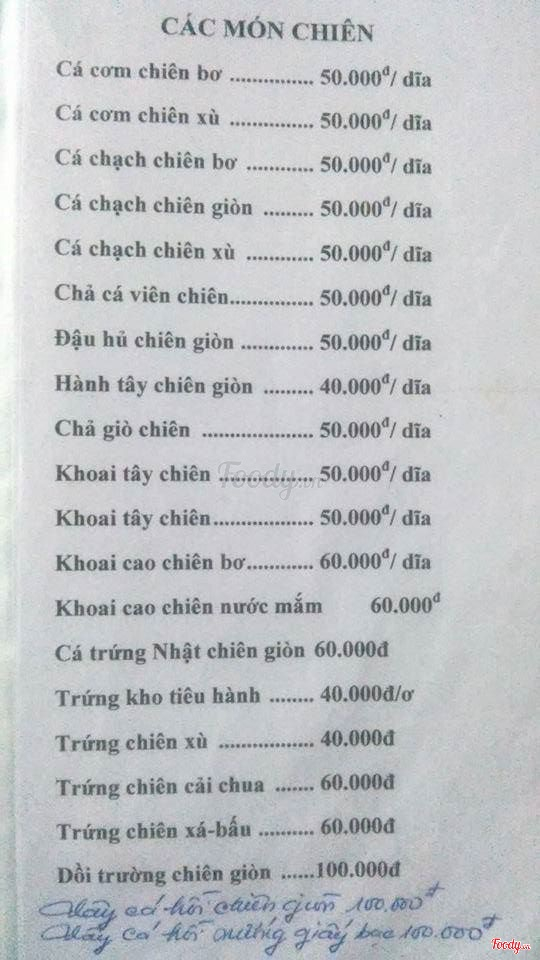 CÁC MÓN CHIÊN
Cá cơm chiên bơ .............. 50.000đ/ dĩa
Cá cơm chiên xù .............. 50.000đ/ dĩa
Cá chạch chiên bơ ........... 50.000đ/ dĩa
Cá chạch chiên giòn ......... 50.000đ/ dĩa
Cá chạch chiên xù ............ 50.000đ/ dĩa
Chả cá viên chiên.............. 50.000đ/ dĩa
Đậu hủ chiên giòn ............ 50.000đ/ dĩa
Hành tây chiên giòn ......... 40.000đ/ dĩa
Chả giò chiên .................. 50.000đ/ dĩa
Khoai tây chiên ................ 50.000đ/ dĩa
Foody.vn
Khoai tây chiên................. 50.000đ/ dĩa
Khoai cao chiên bơ........... 60.000đ/ dĩa
Khoai cao chiên nước mắm 60.000đ
Cá trứng Nhật chiên giòn 60.000đ
Trứng kho tiêu hành ........ 40.000đ/ơ
Trứng chiên xù ................. 40.000đ
Trứng chiên cải chua ....... 60.000đ
Trứng chiên xá-bấu ......... 60.000đ
Dồi trường chiên giòn ......100.000đ
cá hồi chiên giòn 100.000đ
cá hồi nướng giấy bạc 100.000đ
Foody.vn